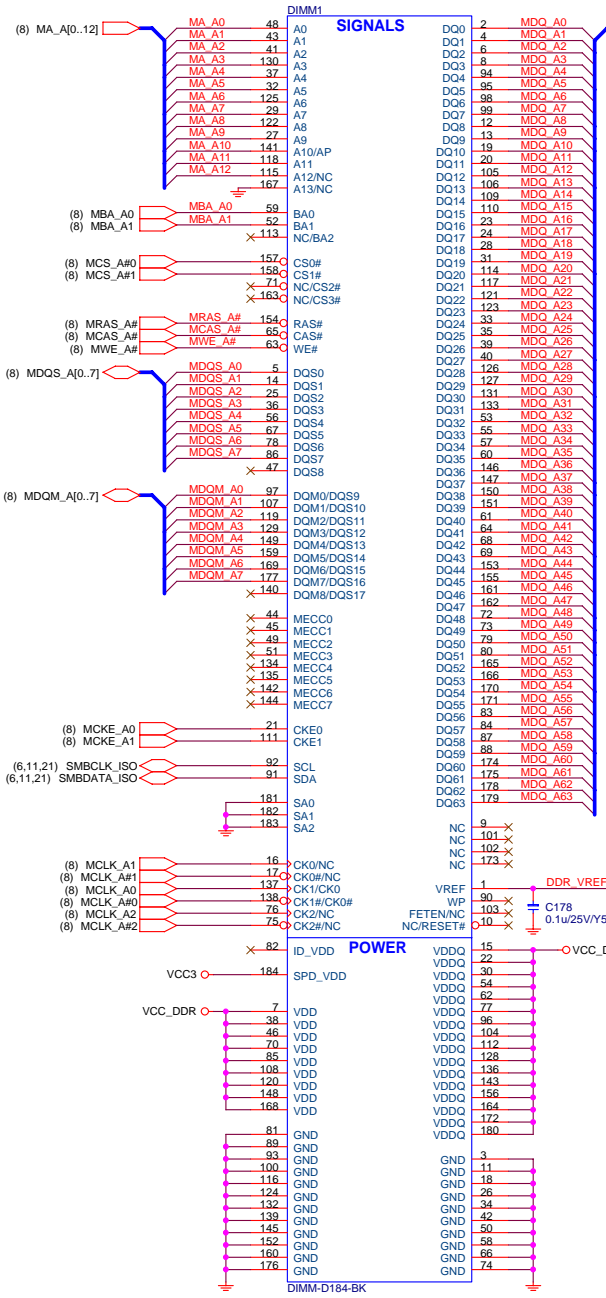 DIMM1
SIGNALS
(8) MA_A[0..12]
MA_A0 48 A0
MA_A1 43 A1
MA_A2 41 A2
MA_A3 130 A3
MA_A4 37 A4
MA_A5 32 A5
MA_A6 125 A6
MA_A7 29 A7
MA_A8 122 A8
MA_A9 27 A9
MA_A10 141 A10/AP
MA_A11 118 A11
MA_A12 115 A12/NC
167 A13/NC
(8) MBA_A0 MBA_A0 59 BA0
(8) MBA_A1 MBA_A1 52 BA1
113 NC/BA2
(8) MCS_A#0 157 CS0#
(8) MCS_A#1 158 CS1#
71 NC/CS2#
163 NC/CS3#
(8) MRAS_A# MRAS_A# 154 RAS#
(8) MCAS_A# MCAS_A# 65 CAS#
(8) MWE_A# MWE_A# 63 WE#
(8) MDQS_A[0..7]
MDQS_A0 5 DQS0
MDQS_A1 14 DQS1
MDQS_A2 25 DQS2
MDQS_A3 36 DQS3
MDQS_A4 56 DQS4
MDQS_A5 67 DQS5
MDQS_A6 78 DQS6
MDQS_A7 86 DQS7
47 DQS8
(8) MDQM_A[0..7]
MDQM_A0 97 DQM0/DQS9
MDQM_A1 107 DQM1/DQS10
MDQM_A2 119 DQM2/DQS11
MDQM_A3 129 DQM3/DQS12
MDQM_A4 149 DQM4/DQS13
MDQM_A5 159 DQM5/DQS14
MDQM_A6 169 DQM6/DQS15
MDQM_A7 177 DQM7/DQS16
140 DQM8/DQS17
44 MECC0
45 MECC1
49 MECC2
51 MECC3
134 MECC4
135 MECC5
142 MECC6
144 MECC7
(8) MCKE_A0 21 CKE0
(8) MCKE_A1 111 CKE1
(6,11,21) SMBCLK_ISO 92 SCL
(6,11,21) SMBDATA_ISO 91 SDA
181 SA0
182 SA1
183 SA2
(8) MCLK_A1 16 CK0/NC
(8) MCLK_A#1 17 CK0#/NC
(8) MCLK_A0 137 CK1/CK0
(8) MCLK_A#0 138 CK1#/CK0#
(8) MCLK_A2 76 CK2/NC
(8) MCLK_A#2 75 CK2#/NC
DQ0 2 MDQ_A0
DQ1 4 MDQ_A1
DQ2 6 MDQ_A2
DQ3 8 MDQ_A3
DQ4 94 MDQ_A4
DQ5 95 MDQ_A5
DQ6 98 MDQ_A6
DQ7 99 MDQ_A7
DQ8 12 MDQ_A8
DQ9 13 MDQ_A9
DQ10 19 MDQ_A10
DQ11 20 MDQ_A11
DQ12 105 MDQ_A12
DQ13 106 MDQ_A13
DQ14 109 MDQ_A14
DQ15 110 MDQ_A15
DQ16 23 MDQ_A16
DQ17 24 MDQ_A17
DQ18 28 MDQ_A18
DQ19 31 MDQ_A19
DQ20 114 MDQ_A20
DQ21 117 MDQ_A21
DQ22 121 MDQ_A22
DQ23 123 MDQ_A23
DQ24 33 MDQ_A24
DQ25 35 MDQ_A25
DQ26 39 MDQ_A26
DQ27 40 MDQ_A27
DQ28 126 MDQ_A28
DQ29 127 MDQ_A29
DQ30 131 MDQ_A30
DQ31 133 MDQ_A31
DQ32 53 MDQ_A32
DQ33 55 MDQ_A33
DQ34 57 MDQ_A34
DQ35 60 MDQ_A35
DQ36 146 MDQ_A36
DQ37 147 MDQ_A37
DQ38 150 MDQ_A38
DQ39 151 MDQ_A39
DQ40 61 MDQ_A40
DQ41 64 MDQ_A41
DQ42 68 MDQ_A42
DQ43 69 MDQ_A43
DQ44 153 MDQ_A44
DQ45 155 MDQ_A45
DQ46 161 MDQ_A46
DQ47 162 MDQ_A47
DQ48 72 MDQ_A48
DQ49 73 MDQ_A49
DQ50 79 MDQ_A50
DQ51 80 MDQ_A51
DQ52 165 MDQ_A52
DQ53 166 MDQ_A53
DQ54 170 MDQ_A54
DQ55 171 MDQ_A55
DQ56 83 MDQ_A56
DQ57 84 MDQ_A57
DQ58 87 MDQ_A58
DQ59 88 MDQ_A59
DQ60 174 MDQ_A60
DQ61 175 MDQ_A61
DQ62 178 MDQ_A62
DQ63 179 MDQ_A63
NC 9
NC 101
NC 102
NC 173
VREF 1 DDR_VREF
WP 90
FETEN/NC 103
NC/RESET# 10
C178
0.1u/25V/Y5
POWER
82 ID_VDD
VCC3 184 SPD_VDD
VCC_DDR 7 VDD
38 VDD
46 VDD
70 VDD
85 VDD
108 VDD
120 VDD
148 VDD
168 VDD
81 GND
89 GND
93 GND
100 GND
116 GND
124 GND
132 GND
139 GND
145 GND
152 GND
160 GND
176 GND
VDDQ 15 VCC_D
VDDQ 22
VDDQ 30
VDDQ 54
VDDQ 62
VDDQ 77
VDDQ 96
VDDQ 104
VDDQ 112
VDDQ 128
VDDQ 136
VDDQ 143
VDDQ 156
VDDQ 164
VDDQ 172
VDDQ 180
GND 3
GND 11
GND 18
GND 26
GND 34
GND 42
GND 50
GND 58
GND 66
GND 74
DIMM-D184-BK